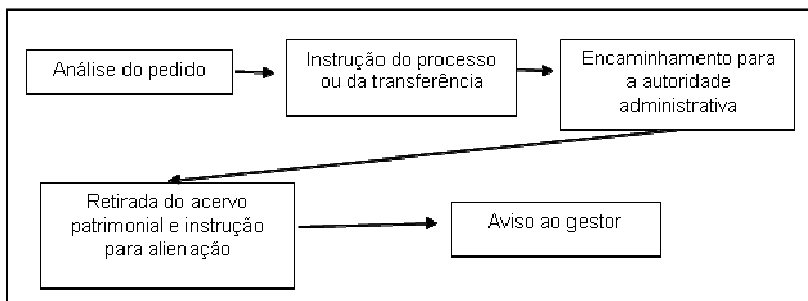 Análise do pedido
Instrução do processo
ou da transferência
Encaminhamento para
a autoridade
administrativa
Retirada do acervo
patrimonial e instrução
para alienação
Aviso ao gestor